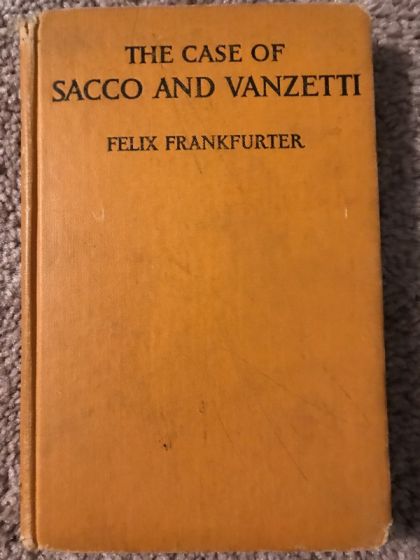 THE CASE OF
SACCO AND VANZETTI
FELIX FRANKFURTER